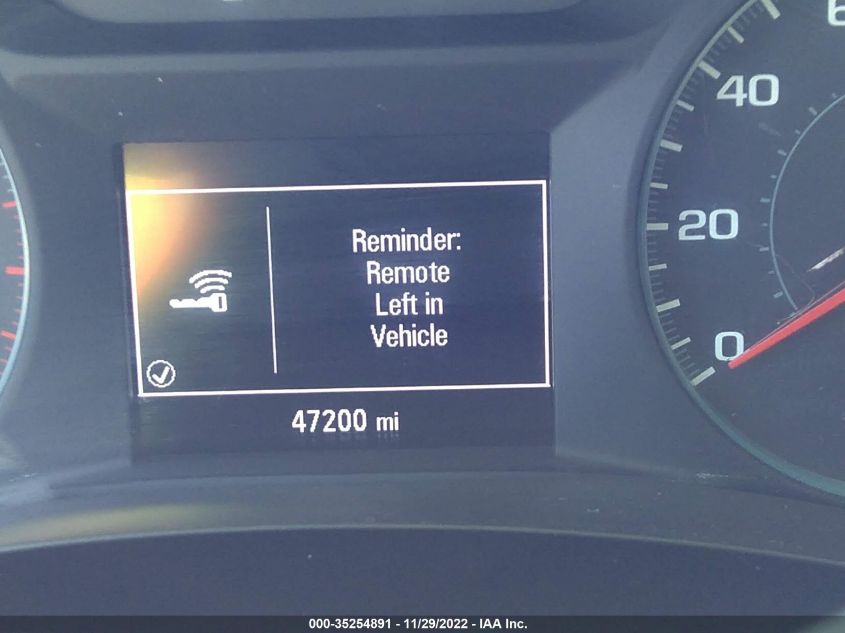 40
20
0
Reminder:
Remote
Left in
Vehicle
47200 mi
000-35254891 - 11/29/2022 - IAA Inc.